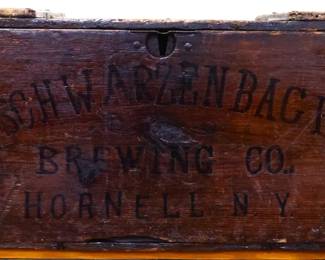 SCHWARZENBACH
BREWING CO.
HORNELL N Y